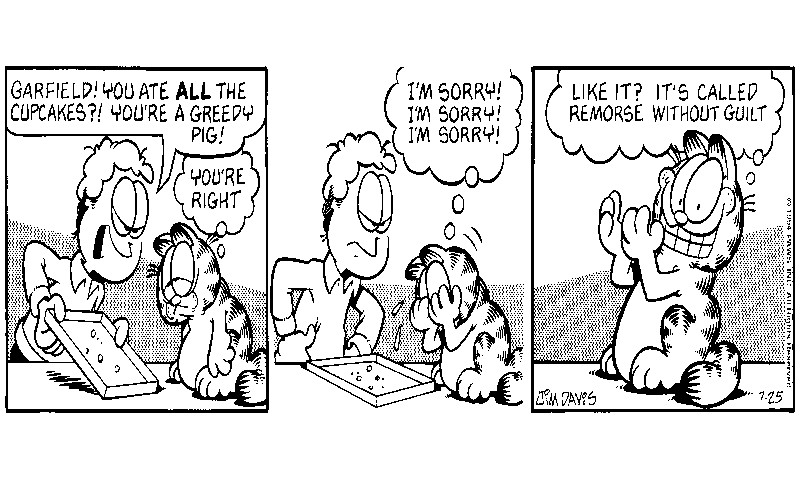 GARFIELD! YOU ATE ALL THE
CUPCAKES?! YOU'RE A GREEDY
PIG!
YOU'RE
RIGHT
I'M SORRY!
I'M SORRY!
I'M SORRY!
LIKE IT? IT'S CALLED
REMORSE WITHOUT GUILT
JIM DAVIS
7-25